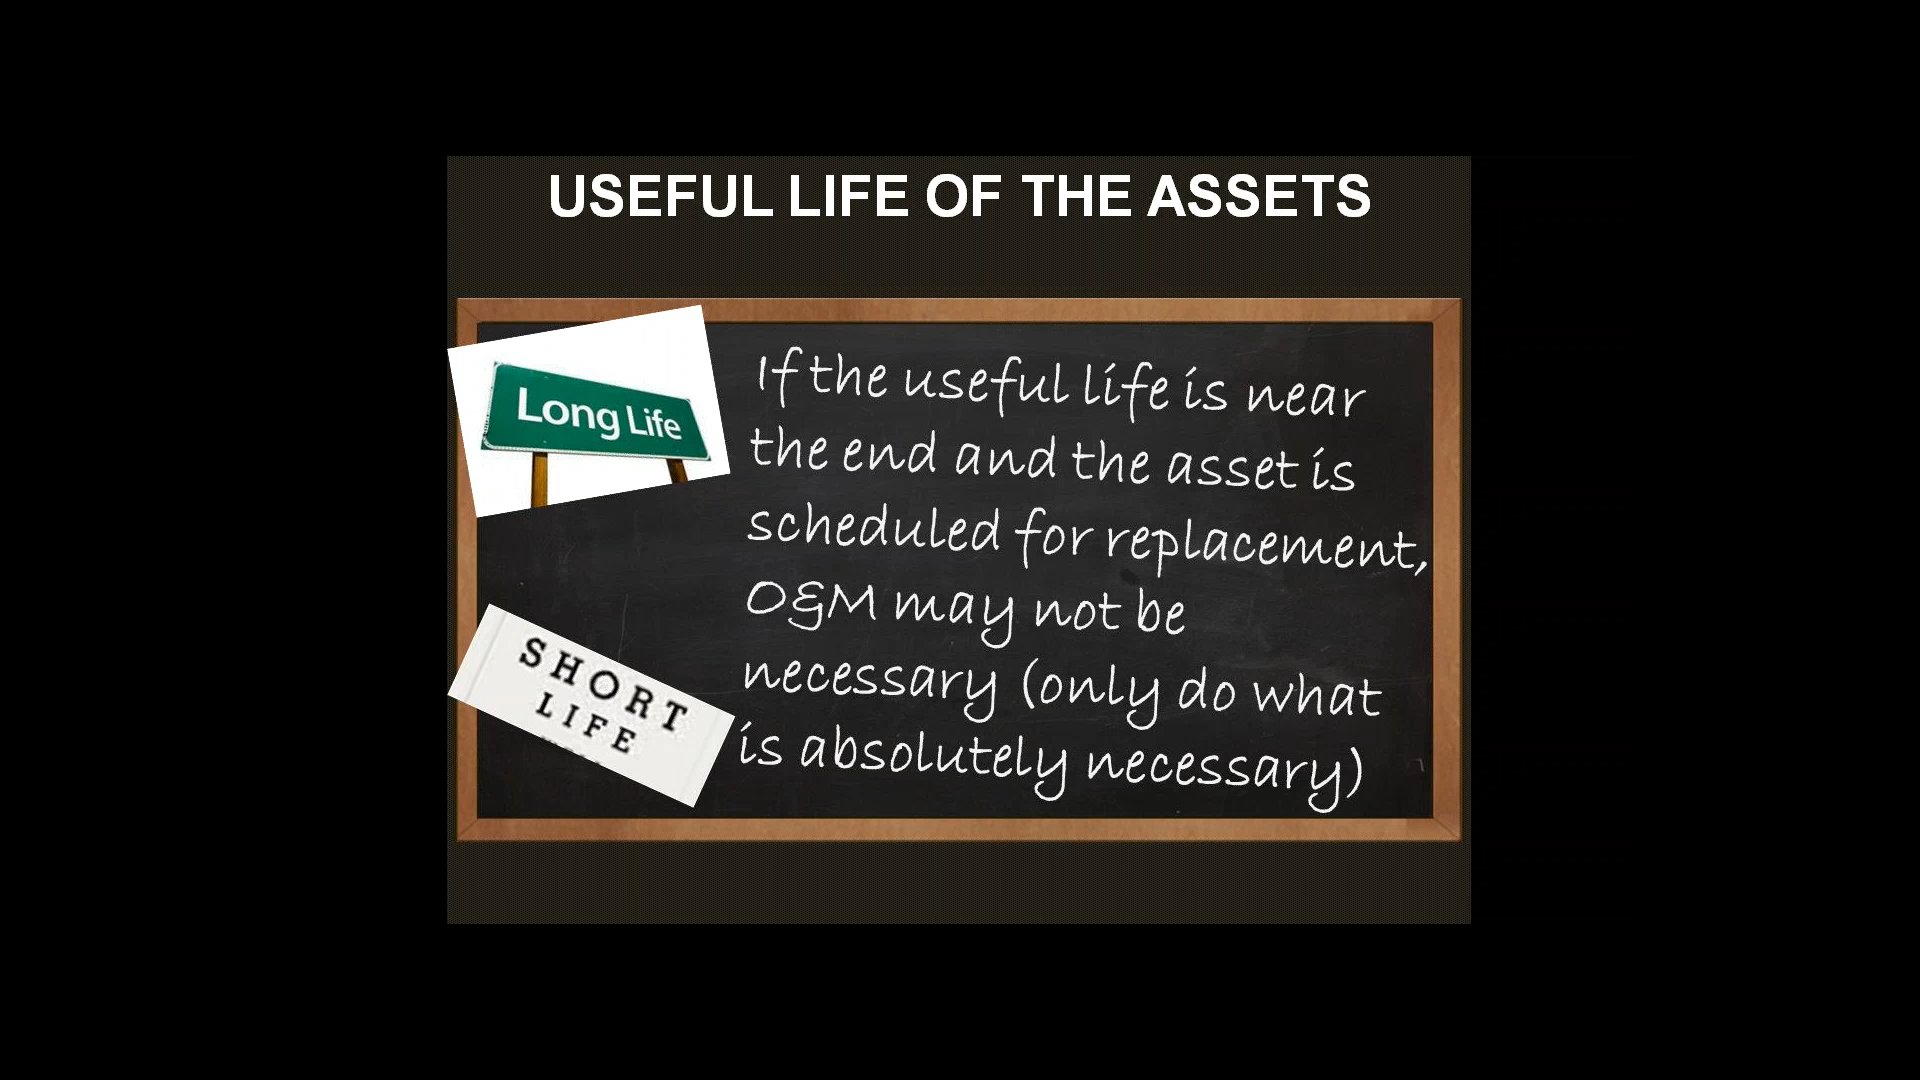 USEFUL LIFE OF THE ASSETS
Long Life
If the useful life is near
the end and the asset is
scheduled for replacement,
O&M may not be
necessary (only do what
is absolutely necessary)
SHORT
LIFE